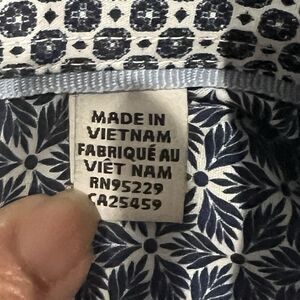 MADE IN
VIETNAM
FABRIQUÉ AU
VIÊT NAM
RN95229
CA25459